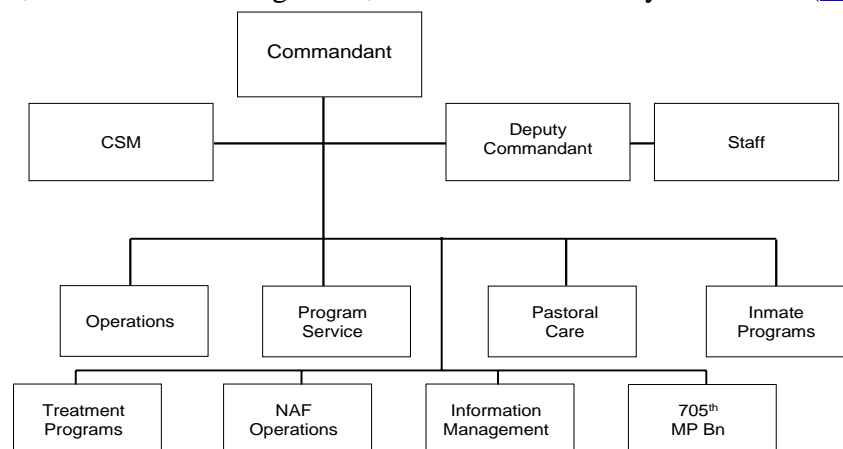 Commandant
CSM
Deputy
Commandant
Staff
Operations
Program
Service
Pastoral
Care
Inmate
Programs
Treatment
Programs
NAF
Operations
Information
Management
705th
MP Bn